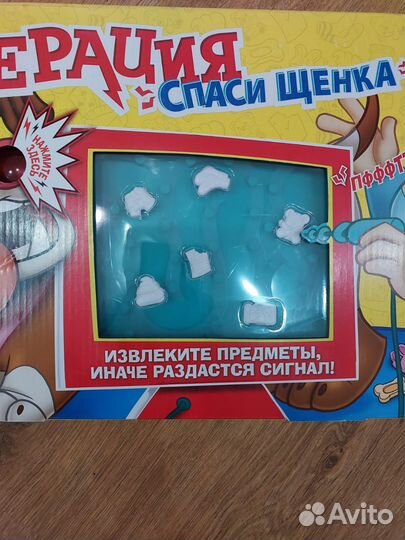 ЕРАЦИЯ
СПАСИ ЩЕНКА
НАЖМИТЕ
ЗДЕСЬ!
ПФФФТ
ИЗВЛЕКИТЕ ПРЕДМЕТЫ,
ИНАЧЕ РАЗДАСТСЯ СИГНАЛ!
Avito